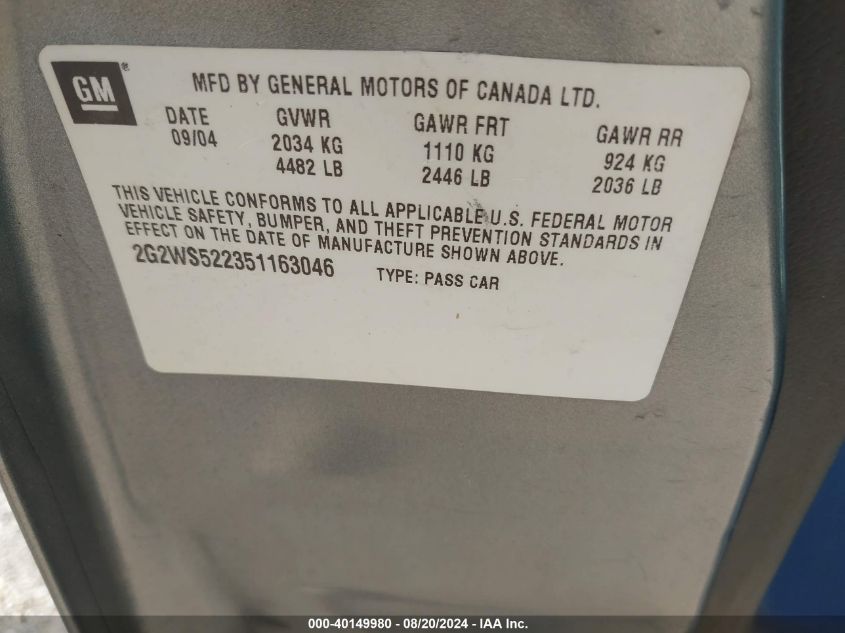 GM®
MFD BY GENERAL MOTORS OF CANADA LTD.
DATE GVWR GAWR FRT GAWR RR
09/04 2034 KG 1110 KG 924 KG
4482 LB 2446 LB 2036 LB
THIS VEHICLE CONFORMS TO ALL APPLICABLE U.S. FEDERAL MOTOR
VEHICLE SAFETY, BUMPER, AND THEFT PREVENTION STANDARDS IN
EFFECT ON THE DATE OF MANUFACTURE SHOWN ABOVE.
2G2WS522351163046 TYPE: PASS CAR
000-40149980 - 08/20/2024 - IAA Inc.